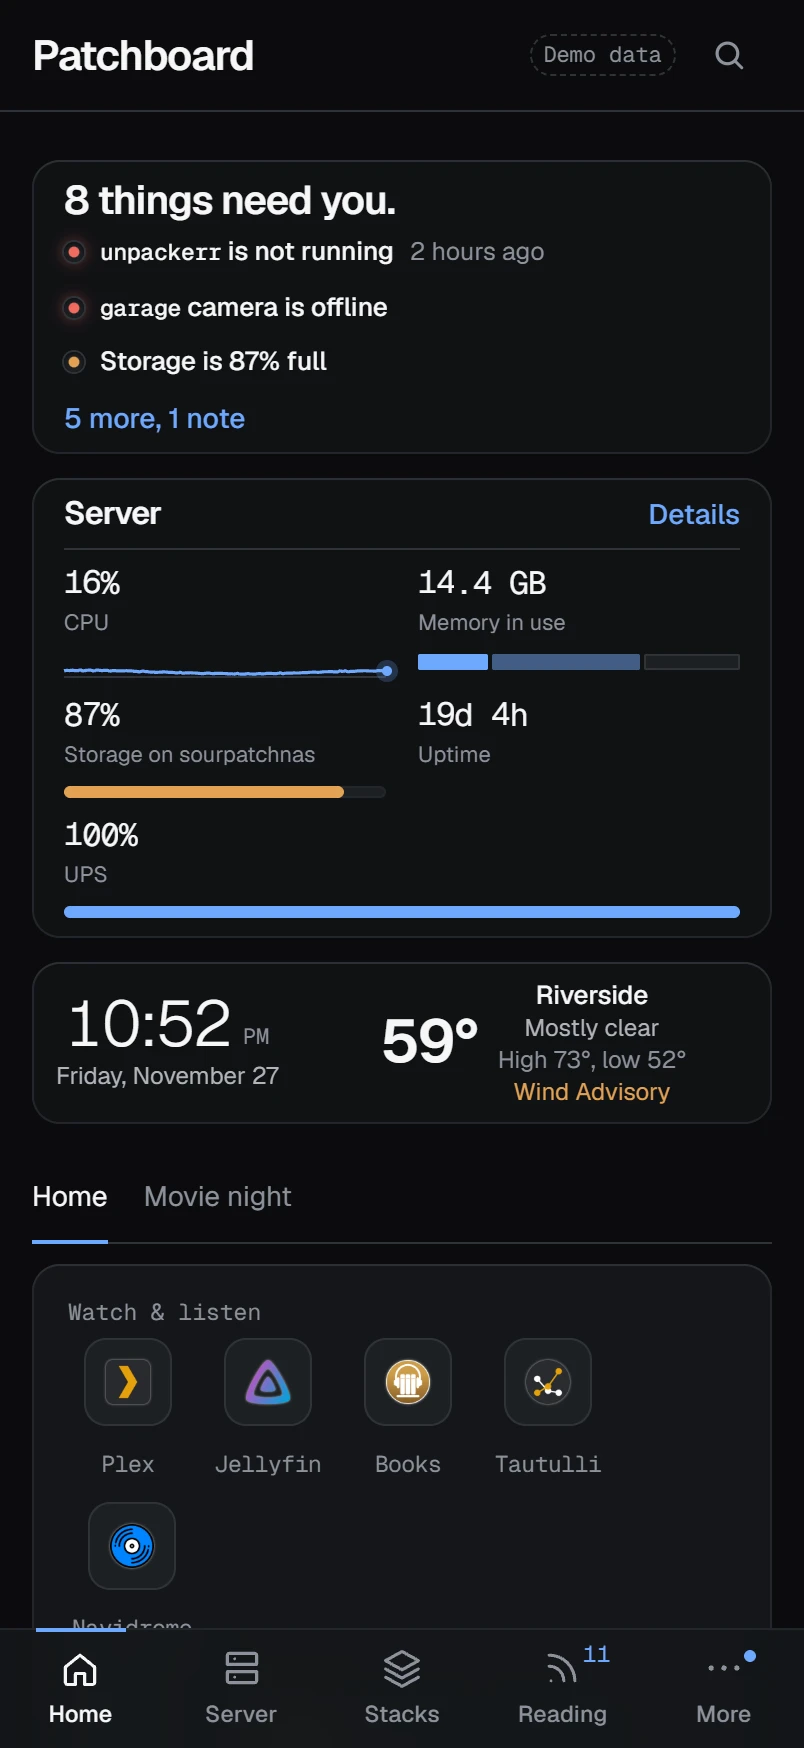 Patchboard
Demo data
8 things need you.
unpackerr is not running 2 hours ago
garage camera is offline
Storage is 87% full
5 more, 1 note
Server
Details
16%
CPU
14.4 GB
Memory in use
87%
Storage on sourpatchnas
19d 4h
Uptime
100%
UPS
10:52 PM
Friday, November 27
59°
Riverside
Mostly clear
High 73°, low 52°
Wind Advisory
Home
Movie night
Watch & listen
Plex
Jellyfin
Books
Tautulli
Navidrome
11
Home
Server
Stacks
Reading
More